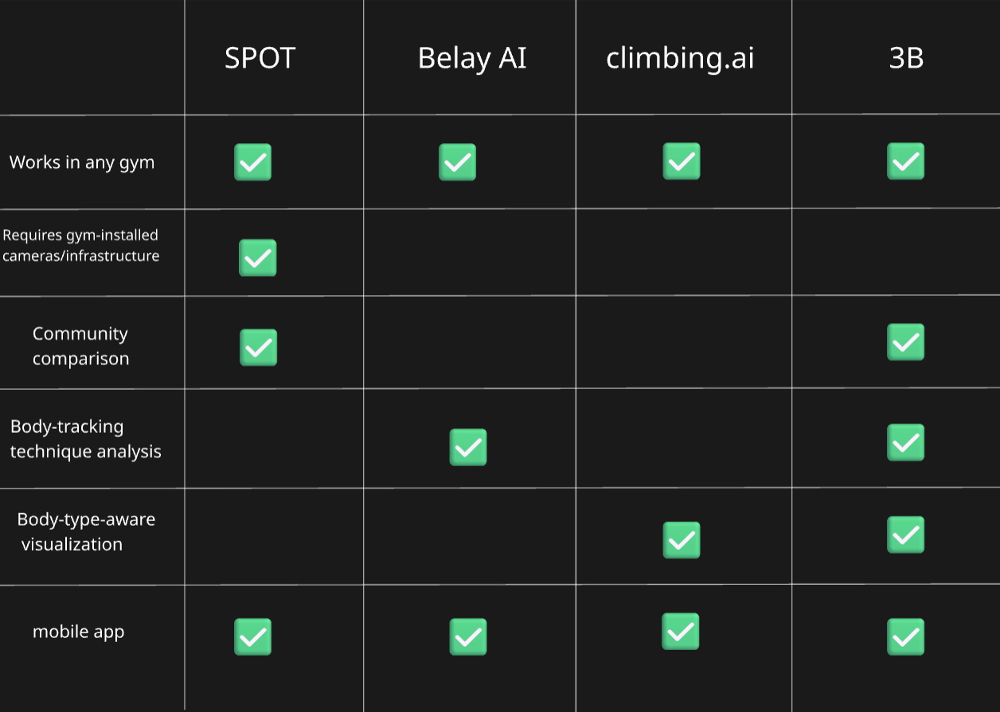 SPOT Belay AI climbing.ai 3B
Works in any gym ✅ ✅ ✅ ✅
Requires gym-installed
cameras/infrastructure ✅
Community
comparison ✅ ✅
Body-tracking
technique analysis ✅ ✅
Body-type-aware
visualization ✅ ✅
mobile app ✅ ✅ ✅ ✅